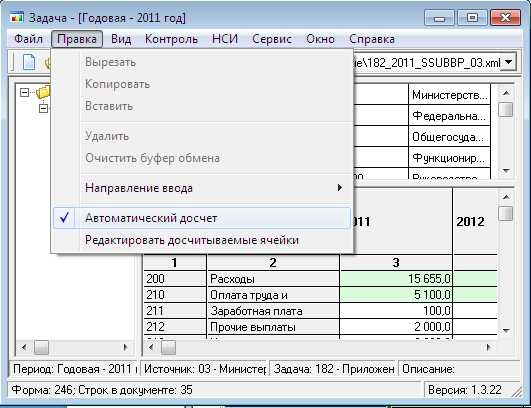 Задача - [Годовая - 2011 год]
Файл Правка Вид Контроль НСИ Сервис Окно Справка
\182_2011_SSUBBP_03.xml
Вырезать
Копировать
Вставить
Удалить
Очистить буфер обмена
Направление ввода
Автоматический досчет
Редактировать досчитываемые ячейки
Министерств...
Федеральна...
Общегосуда...
Функционир...
2012
1 2 3
200 Расходы 15 655,0
210 Оплата труда и 5 100,0
211 Заработная плата 100,0
212 Прочие выплаты 2 000,0
Период: Годовая - 2011 Источник: 03 - Министер Задача: 182 - Приложен Описание:
Форма: 246; Строк в документе: 35 Версия: 1.3.22